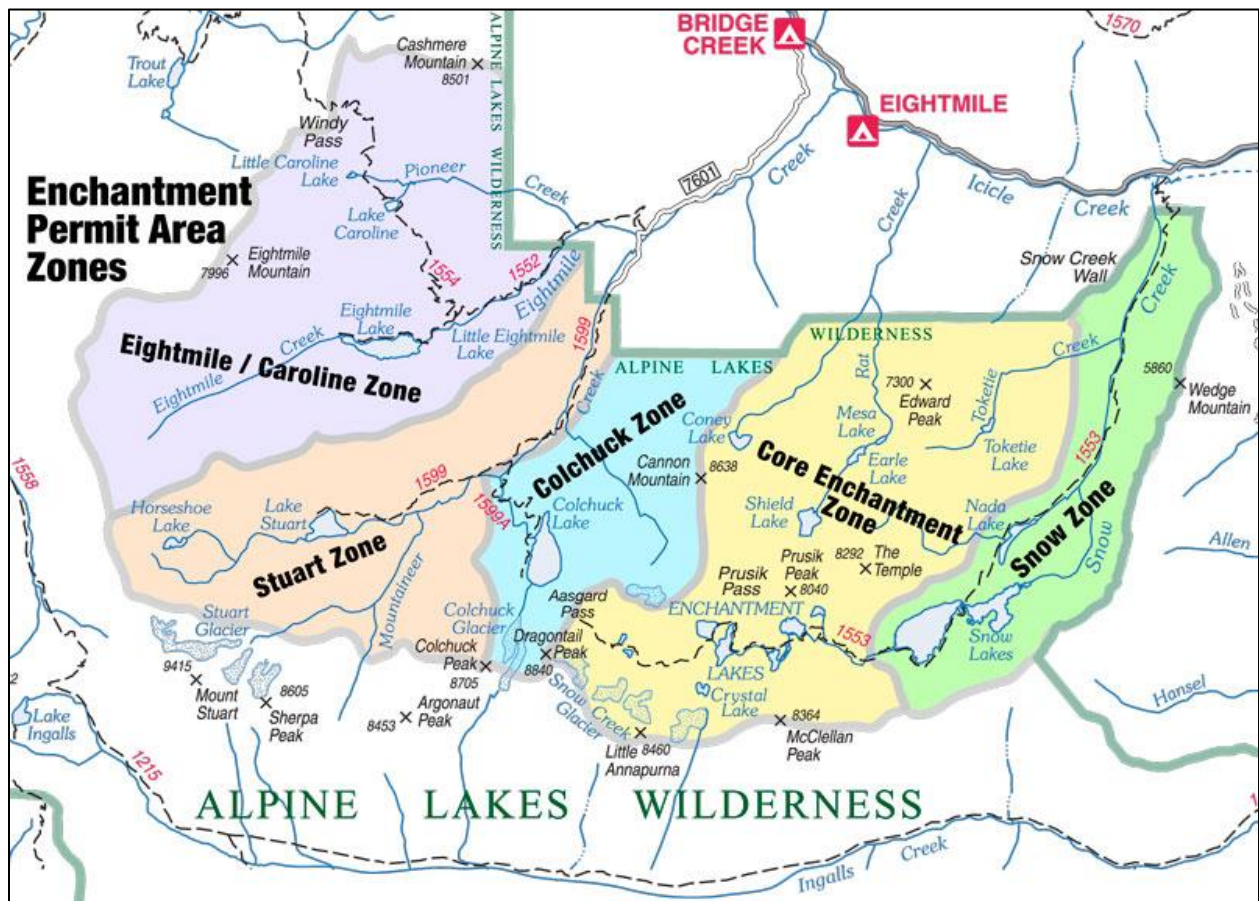 ALPINE LAKES WILDERNESS
Cashmere
Mountain
8501
BRIDGE
CREEK
1570
Trout
Lake
EIGHTMILE
Windy
Pass
Little Caroline
Lake
Pioneer
Creek
7601
Creek
Creek
Icicle
Creek
Enchantment
Permit Area
Zones
Lake
Caroline
Eightmile
Mountain
7996
1554
1552
Eightmile
Snow Creek
Wall
Creek
Eightmile
Lake
Little Eightmile
Lake
Creek
Eightmile
Eightmile / Caroline Zone
1599
Creek
ALPINE LAKES
WILDERNESS
Rat
7300
Edward
Peak
Creek
Toketie
5860
Wedge
Mountain
Coney
Lake
Mesa
Lake
Toketie
Lake
1553
Colchuck Zone
Cannon
Mountain
8638
Core Enchantment
Zone
Earle
Lake
1558
1599
1599A
Horseshoe
Lake
Lake
Stuart
Colchuck
Lake
Shield
Lake
Nada
Lake
Snow Zone
Snow
Allen
Stuart Zone
Mountaineer
Prusik
Peak
8040
8292
The
Temple
Prusik
Pass
Aasgard
Pass
ENCHANTMENT
LAKES
1553
Snow
Lakes
Stuart
Glacier
Colchuck
Glacier
Colchuck
Peak
8705
Dragontail
Peak
8840
9415
Mount
Stuart
8605
Sherpa
Peak
8453
Argonaut
Peak
Snow Creek
Glacier
Crystal
Lake
Hansel
2
Lake
Ingalls
Little
Annapurna
8460
8364
McClellan
Peak
1215
ALPINE LAKES WILDERNESS
Ingalls
Creek